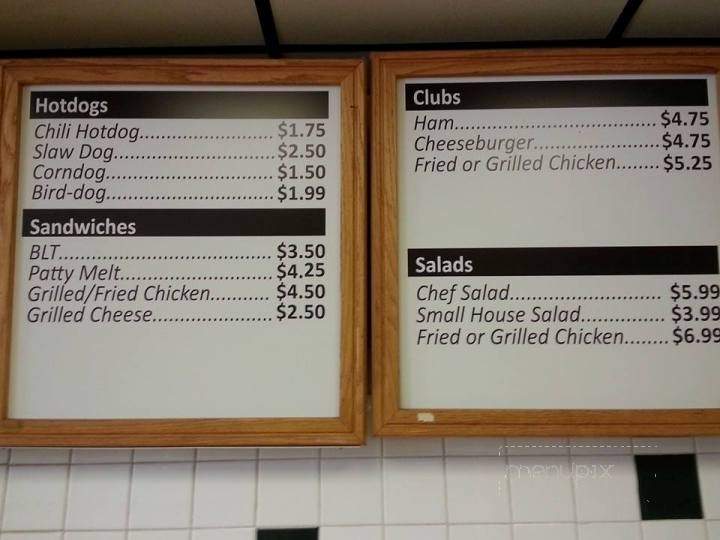 Hotdogs
Chili Hotdog........................ $1.75
Slaw Dog............................ $2.50
Corndog............................. $1.50
Bird-dog............................. $1.99
Sandwiches
BLT..................................... $3.50
Patty Melt........................... $4.25
Grilled/Fried Chicken.......... $4.50
Grilled Cheese..................... $2.50
Clubs
Ham.................................... $4.75
Cheeseburger...................... $4.75
Fried or Grilled Chicken....... $5.25
Salads
Chef Salad........................... $5.99
Small House Salad............... $3.99
Fried or Grilled Chicken........ $6.99
menupix